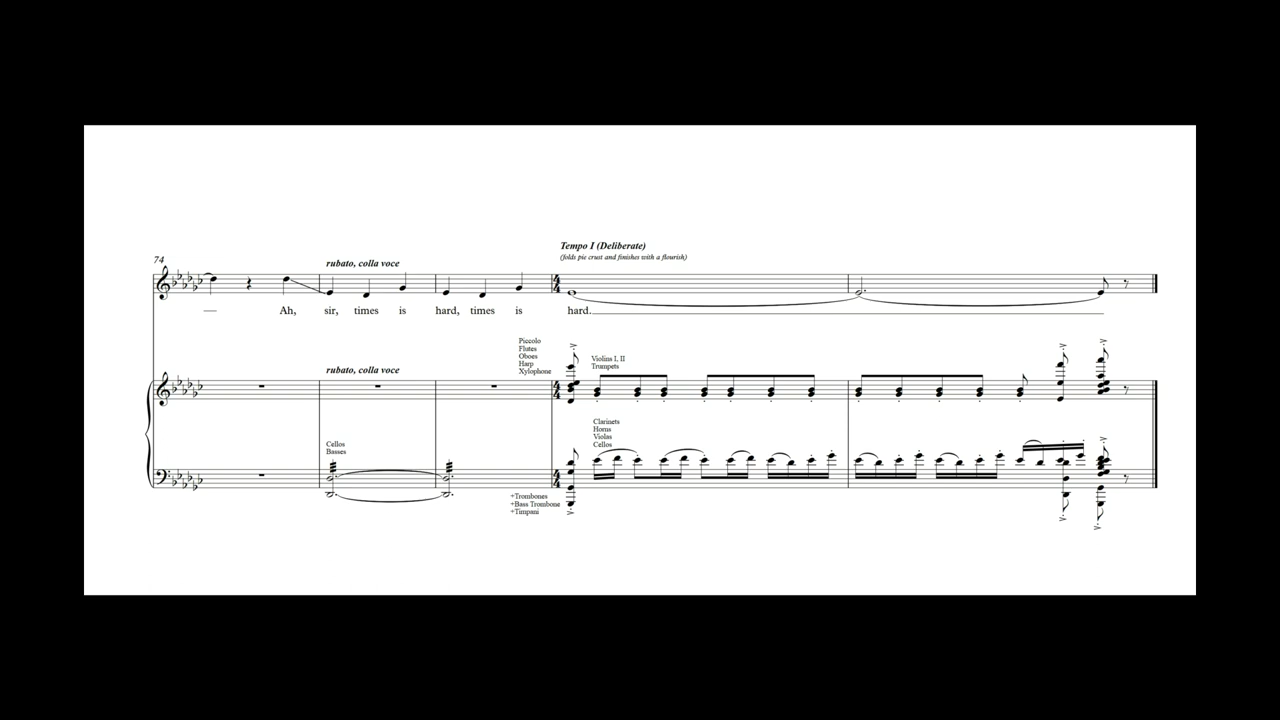 Tempo I (Deliberate)
(folds pie crust and finishes with a flourish)
74
rubato, colla voce
Ah, sir, times is hard, times is hard.
Piccolo
Flutes
Oboes
Harp
Xylophone
Violins I, II
Trumpets
rubato, colla voce
Clarinets
Horns
Violas
Cellos
Cellos
Basses
+Trombones
+Bass Trombone
+Timpani